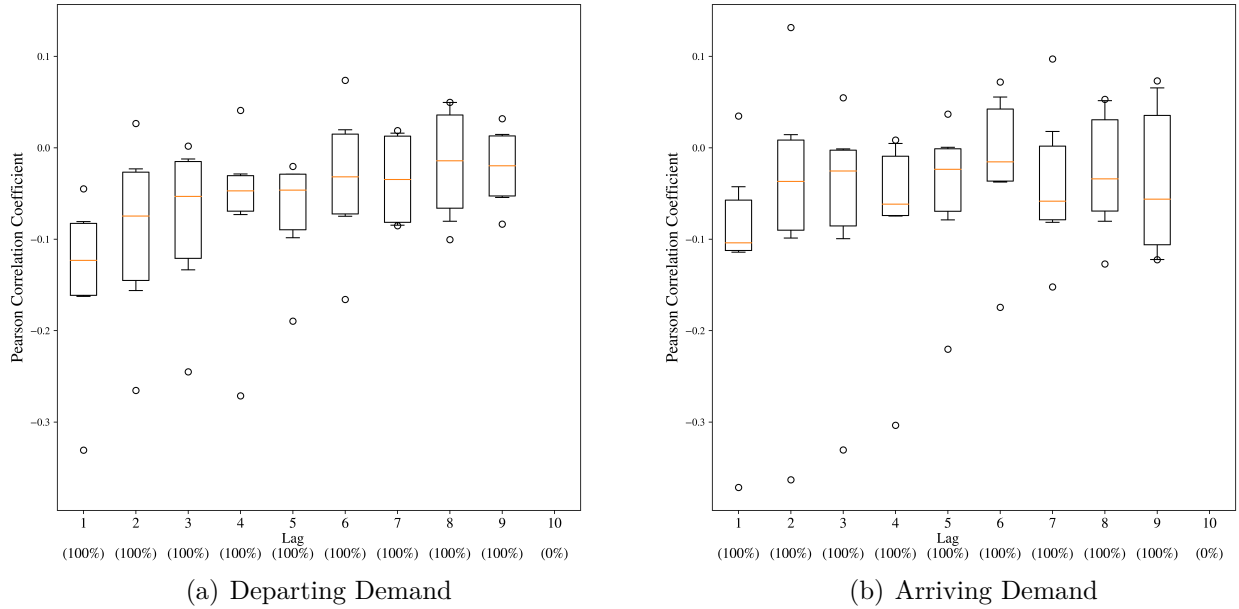 0.1
0.0
−0.1
−0.2
−0.3
Pearson Correlation Coefficient
1 2 3 4 5 6 7 8 9 10
Lag
(100%) (100%) (100%) (100%) (100%) (100%) (100%) (100%) (100%) (0%)
(a) Departing Demand
0.1
0.0
−0.1
−0.2
−0.3
Pearson Correlation Coefficient
1 2 3 4 5 6 7 8 9 10
Lag
(100%) (100%) (100%) (100%) (100%) (100%) (100%) (100%) (100%) (0%)
(b) Arriving Demand